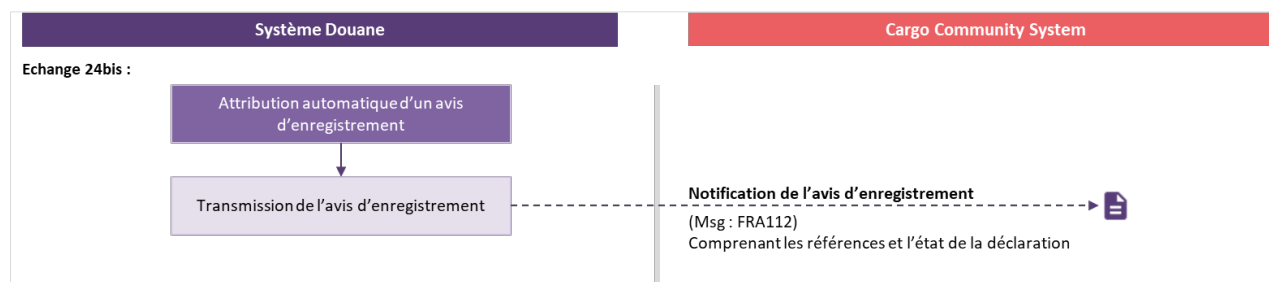 Système Douane
Cargo Community System
Echange 24bis :
Attribution automatique d'un avis
d'enregistrement
Transmission de l'avis d'enregistrement
Notification de l'avis d'enregistrement
(Msg : FRA112)
Comprenant les références et l'état de la déclaration